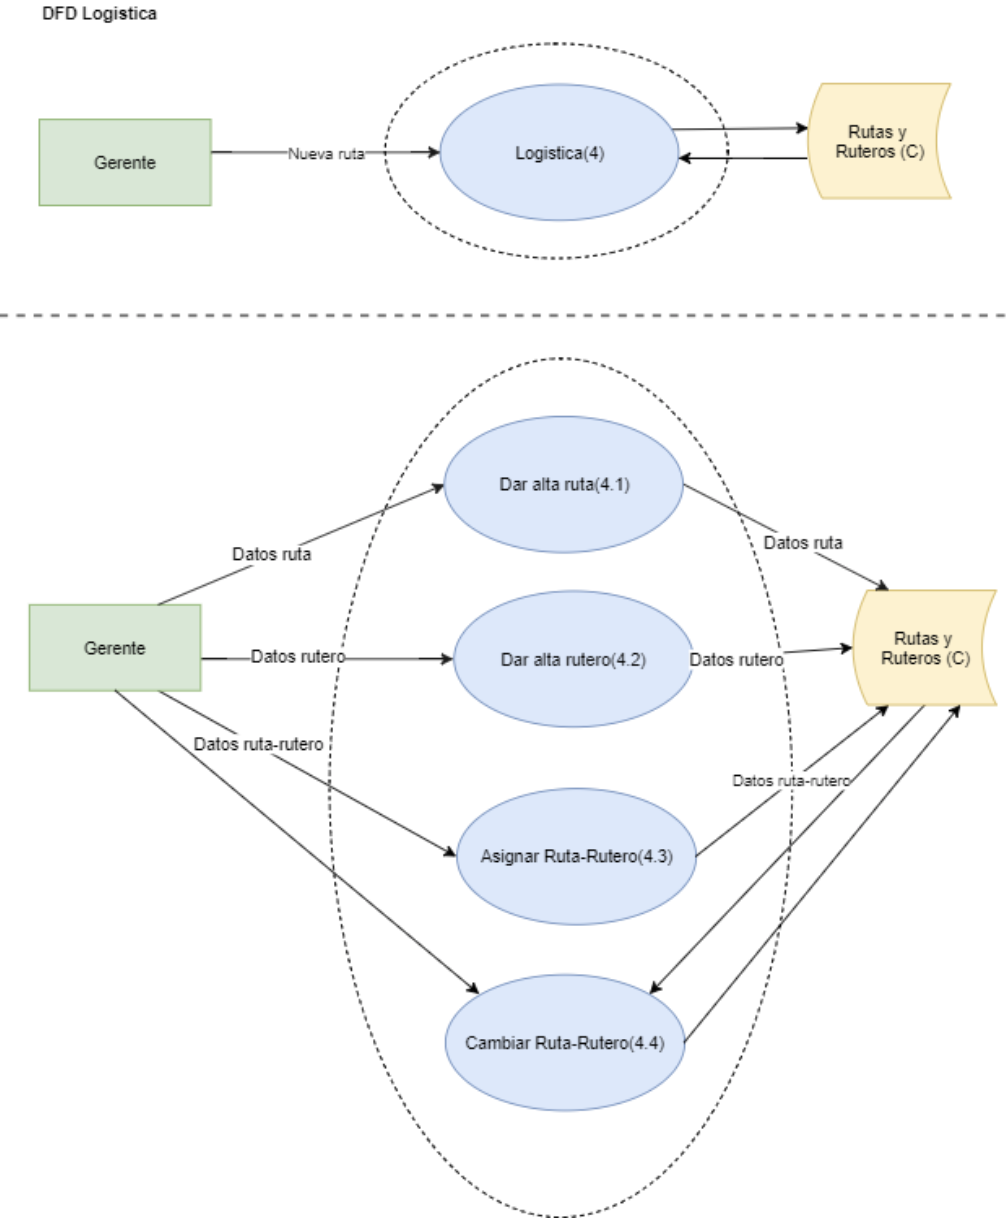 DFD Logistica
Gerente
Nueva ruta
Logistica(4)
Rutas y
Ruteros (C)
Dar alta ruta(4.1)
Datos ruta
Datos ruta
Gerente
Datos rutero
Dar alta rutero(4.2)
Datos rutero
Rutas y
Ruteros (C)
Datos ruta-rutero
Datos ruta-rutero
Asignar Ruta-Rutero(4.3)
Cambiar Ruta-Rutero(4.4)